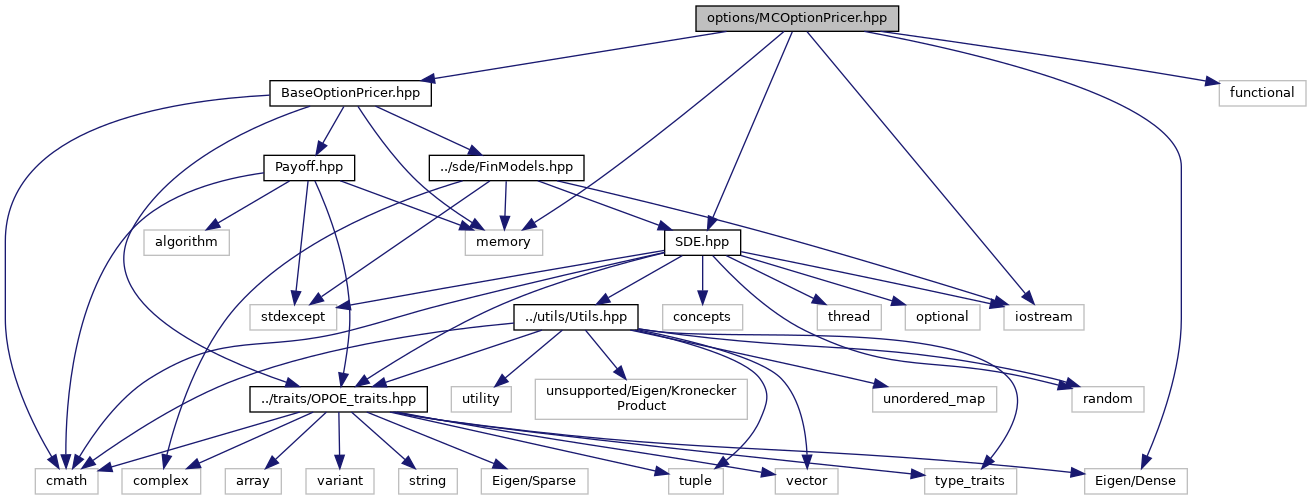 options/MCOptionPricer.hpp
BaseOptionPricer.hpp
functional
Payoff.hpp
../sde/FinModels.hpp
algorithm
memory
SDE.hpp
stdexcept
../utils/Utils.hpp
concepts
thread
optional
iostream
../traits/OPOE_traits.hpp
utility
unsupported/Eigen/Kronecker
Product
unordered_map
random
cmath
complex
array
variant
string
Eigen/Sparse
tuple
vector
type_traits
Eigen/Dense